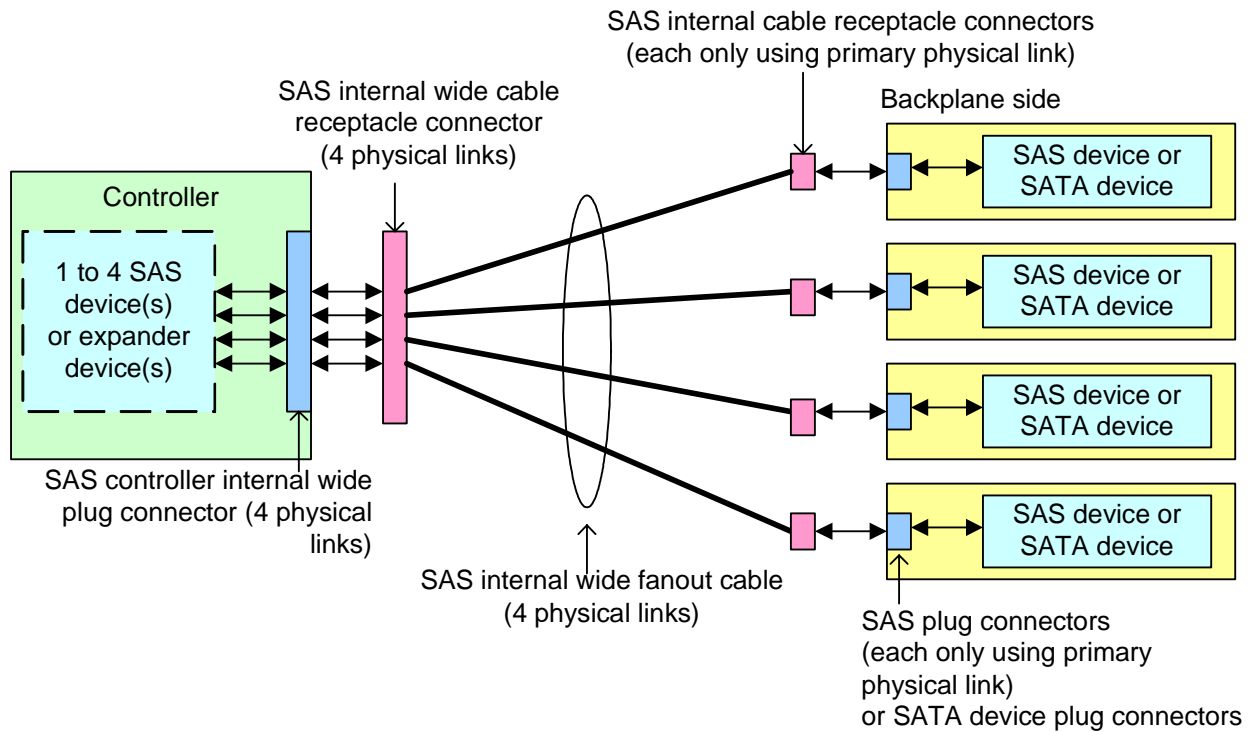 SAS internal cable receptacle connectors
(each only using primary physical link)
SAS internal wide cable
receptacle connector
(4 physical links)
Backplane side
Controller
1 to 4 SAS
device(s)
or expander
device(s)
SAS device or
SATA device
SAS device or
SATA device
SAS device or
SATA device
SAS device or
SATA device
SAS controller internal wide
plug connector (4 physical
links)
SAS internal wide fanout cable
(4 physical links)
SAS plug connectors
(each only using primary
physical link)
or SATA device plug connectors